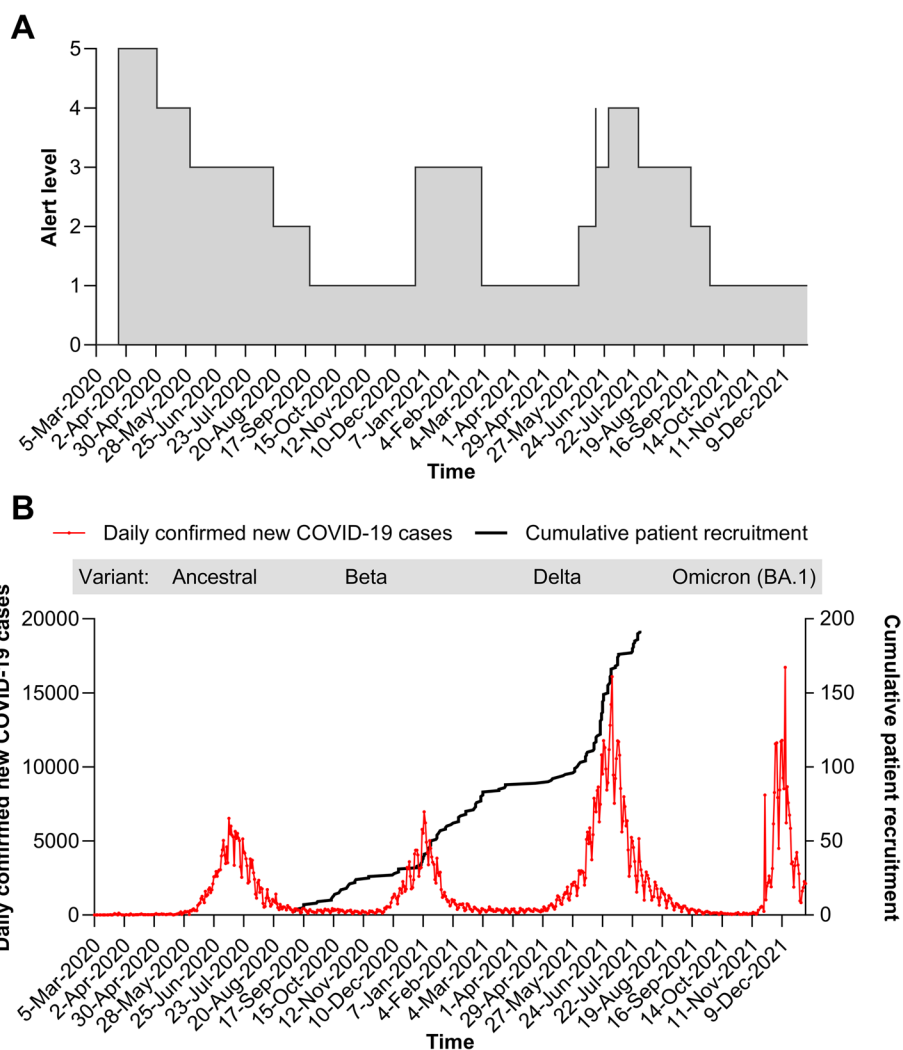 A
Alert level
5
4
3
2
1
0
5-Mar-2020
2-Apr-2020
30-Apr-2020
28-May-2020
25-Jun-2020
23-Jul-2020
20-Aug-2020
17-Sep-2020
15-Oct-2020
12-Nov-2020
10-Dec-2020
7-Jan-2021
4-Feb-2021
4-Mar-2021
1-Apr-2021
29-Apr-2021
27-May-2021
24-Jun-2021
22-Jul-2021
19-Aug-2021
16-Sep-2021
14-Oct-2021
11-Nov-2021
9-Dec-2021
Time
B
Daily confirmed new COVID-19 cases Cumulative patient recruitment
Variant: Ancestral Beta Delta Omicron (BA.1)
Daily confirmed new COVID-19 cases
20000
15000
10000
5000
0
200
150
100
50
0
Cumulative patient recruitment
5-Mar-2020
2-Apr-2020
30-Apr-2020
28-May-2020
25-Jun-2020
23-Jul-2020
20-Aug-2020
17-Sep-2020
15-Oct-2020
12-Nov-2020
10-Dec-2020
7-Jan-2021
4-Feb-2021
4-Mar-2021
1-Apr-2021
29-Apr-2021
27-May-2021
24-Jun-2021
22-Jul-2021
19-Aug-2021
16-Sep-2021
14-Oct-2021
11-Nov-2021
9-Dec-2021
Time